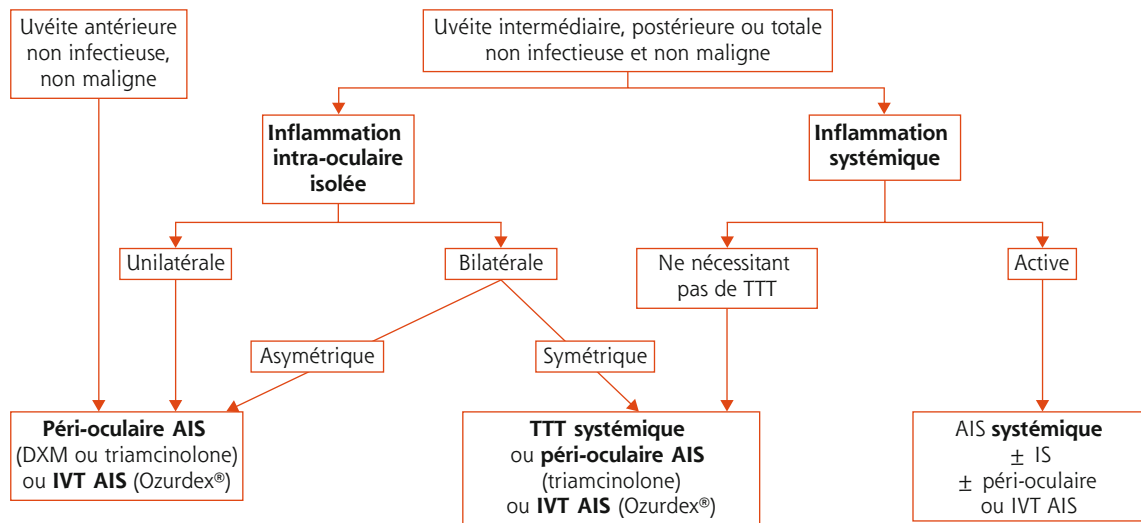 Uvéite antérieure
non infectieuse,
non maligne
Uvéite intermédiaire, postérieure ou totale
non infectieuse et non maligne
Inflammation
intra-oculaire
isolée
Inflammation
systémique
Unilatérale
Bilatérale
Ne nécessitant
pas de TTT
Active
Asymétrique
Symétrique
Péri-oculaire AIS
(DXM ou triamcinolone)
ou IVT AIS (Ozurdex®)
TTT systémique
ou péri-oculaire AIS
(triamcinolone)
ou IVT AIS (Ozurdex®)
AIS systémique
± IS
± péri-oculaire
ou IVT AIS